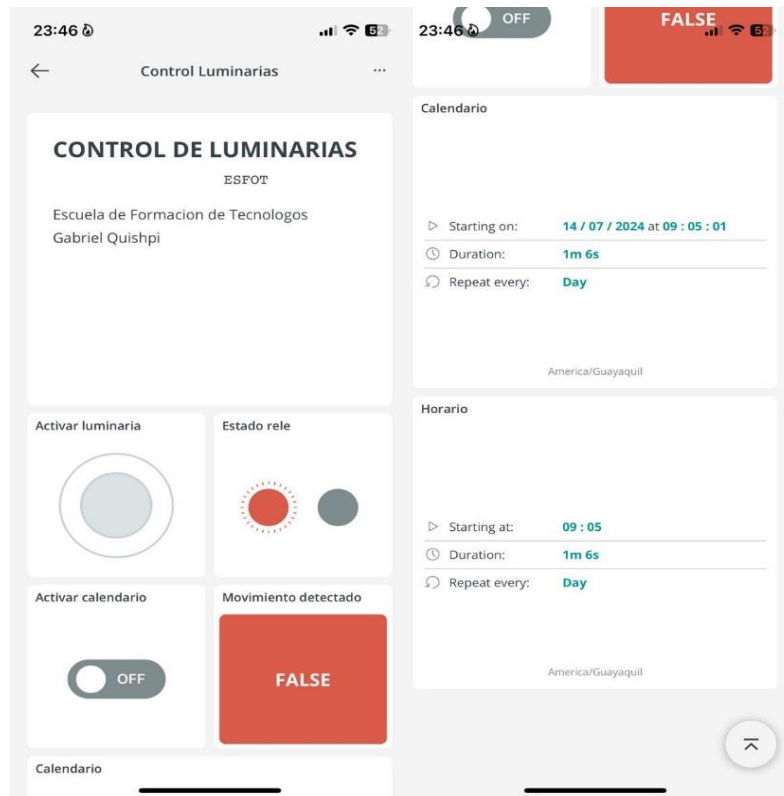 23:46
52
Control Luminarias
...
CONTROL DE LUMINARIAS
ESFOT
Escuela de Formacion de Tecnologos
Gabriel Quishpi
Activar luminaria
Estado rele
Activar calendario
Movimiento detectado
OFF
FALSE
Calendario
OFF
FALSE
23:46
52
Calendario
Starting on: 14 / 07 / 2024 at 09 : 05 : 01
Duration: 1m 6s
Repeat every: Day
America/Guayaquil
Horario
Starting at: 09 : 05
Duration: 1m 6s
Repeat every: Day
America/Guayaquil